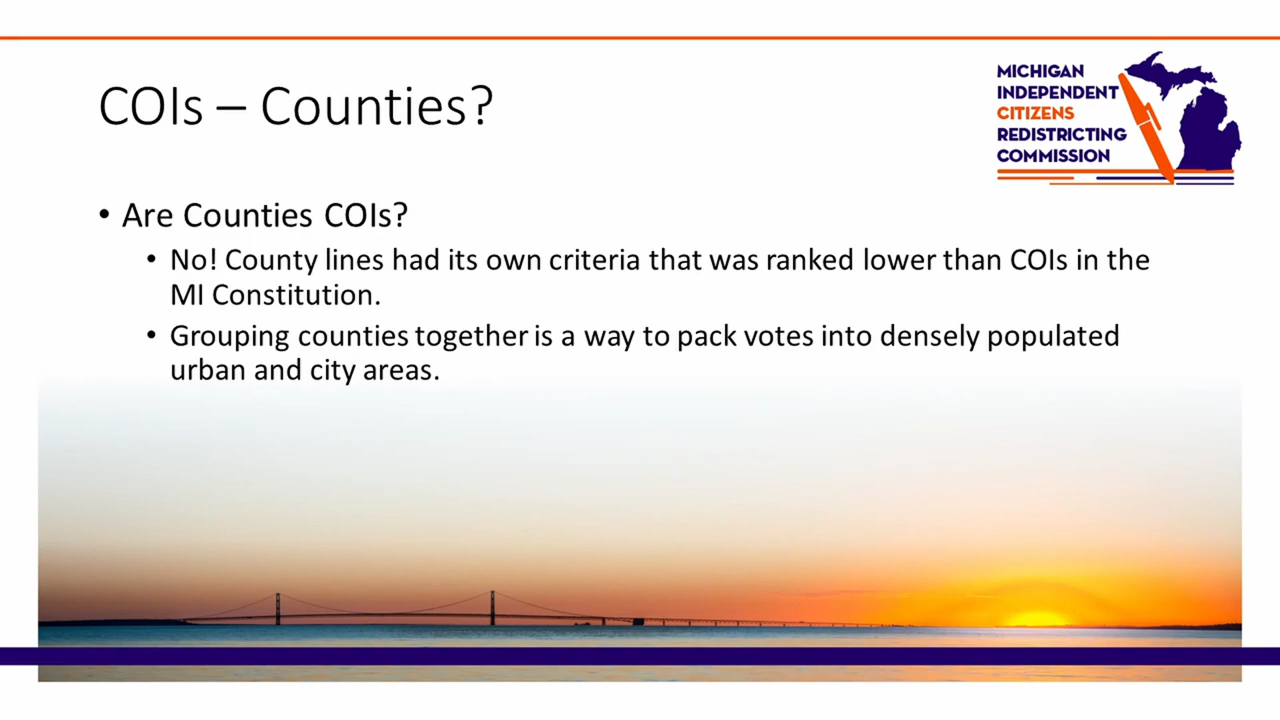 COIs – Counties?
MICHIGAN
INDEPENDENT
CITIZENS
REDISTRICTING
COMMISSION
• Are Counties COIs?
• No! County lines had its own criteria that was ranked lower than COIs in the
MI Constitution.
• Grouping counties together is a way to pack votes into densely populated
urban and city areas.